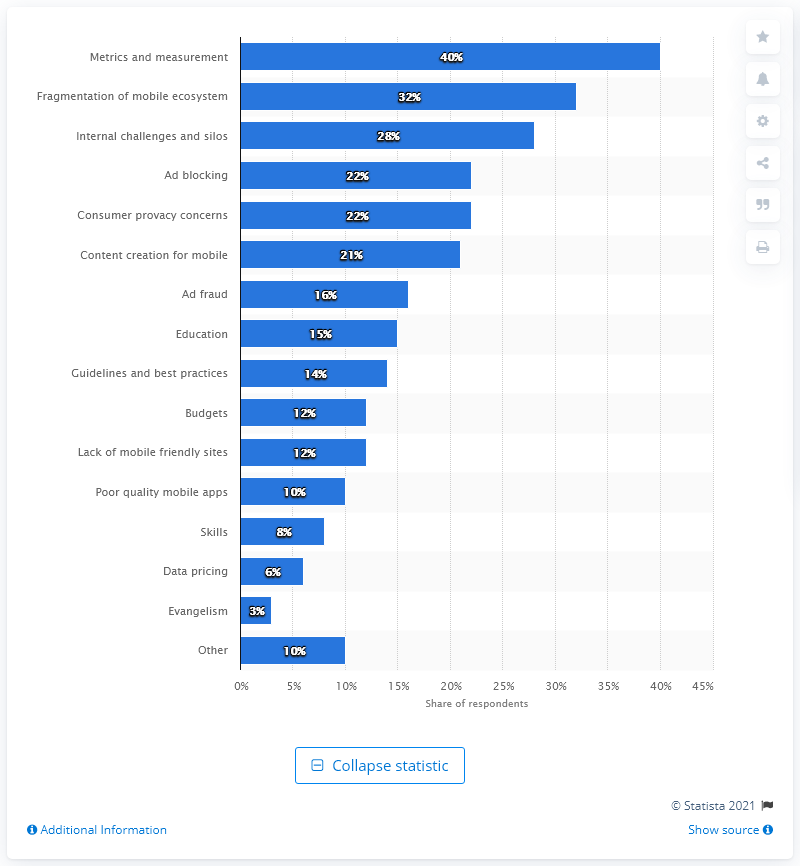 Metrics and measurement 40%
Fragmentation of mobile ecosystem 32%
Internal challenges and silos 28%
Ad blocking 22%
Consumer provacy concerns 22%
Content creation for mobile 21%
Ad fraud 16%
Education 15%
Guidelines and best practices 14%
Budgets 12%
Lack of mobile friendly sites 12%
Poor quality mobile apps 10%
Skills 8%
Data pricing 6%
Evangelism 3%
Other 10%
0% 5% 10% 15% 20% 25% 30% 35% 40% 45%
Share of respondents
Collapse statistic
© Statista 2021
Additional Information Show source